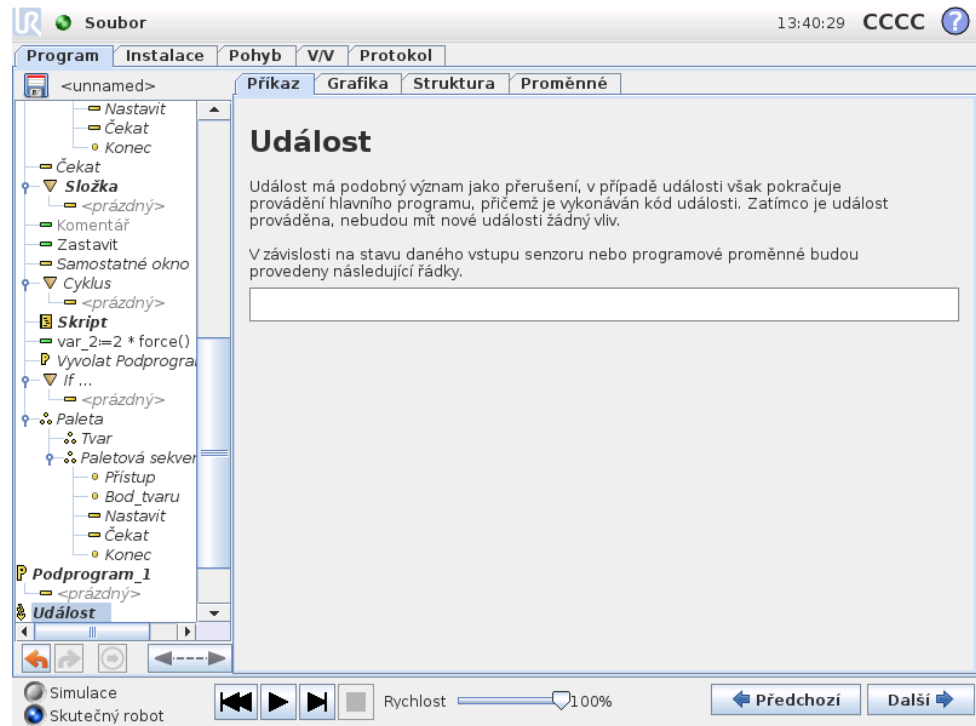 UR Soubor 13:40:29 CCCC ?
Program Instalace Pohyb V/V Protokol
<unnamed>
Příkaz Grafika Struktura Proměnné
Nastavit
Čekat
Konec
Čekat
Složka
<prázdný>
Komentář
Zastavit
Samostatné okno
Cyklus
<prázdný>
Skript
var_2:=2 * force()
Vyvolat Podprogra
If ...
<prázdný>
Paleta
Tvar
Paletová sekver
Přístup
Bod_tvaru
Nastavit
Čekat
Konec
P Podprogram_1
<prázdný>
Událost
Událost
Událost má podobný význam jako přerušení, v případě události však pokračuje
provádění hlavního programu, přičemž je vykonáván kód události. Zatímco je událost
prováděna, nebudou mít nové události žádný vliv.
V závislosti na stavu daného vstupu senzoru nebo programové proměnné budou
provedeny následující řádky.
Simulace
Skutečný robot
Rychlost 100%
Předchozí Další